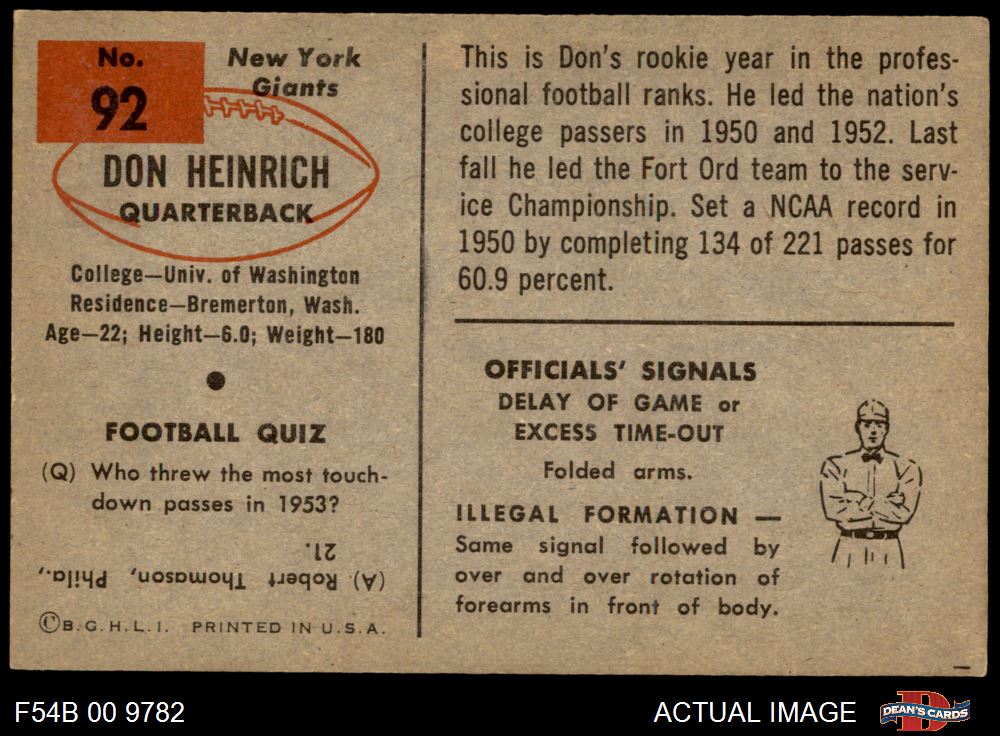 No.
92
New York
Giants
DON HEINRICH
QUARTERBACK
College—Univ. of Washington
Residence—Bremerton, Wash.
Age—22; Height—6.0; Weight—180
FOOTBALL QUIZ
(Q) Who threw the most touch-
down passes in 1953?
(A) Robert Thomason, Phila.,
21.
©B.G.H.L.I. PRINTED IN U.S.A.
This is Don's rookie year in the profes-
sional football ranks. He led the nation's
college passers in 1950 and 1952. Last
fall he led the Fort Ord team to the serv-
ice Championship. Set a NCAA record in
1950 by completing 134 of 221 passes for
60.9 percent.
OFFICIALS' SIGNALS
DELAY OF GAME or
EXCESS TIME-OUT
Folded arms.
ILLEGAL FORMATION —
Same signal followed by
over and over rotation of
forearms in front of body.
F54B 00 9782
ACTUAL IMAGE
D
DEAN'S CARDS